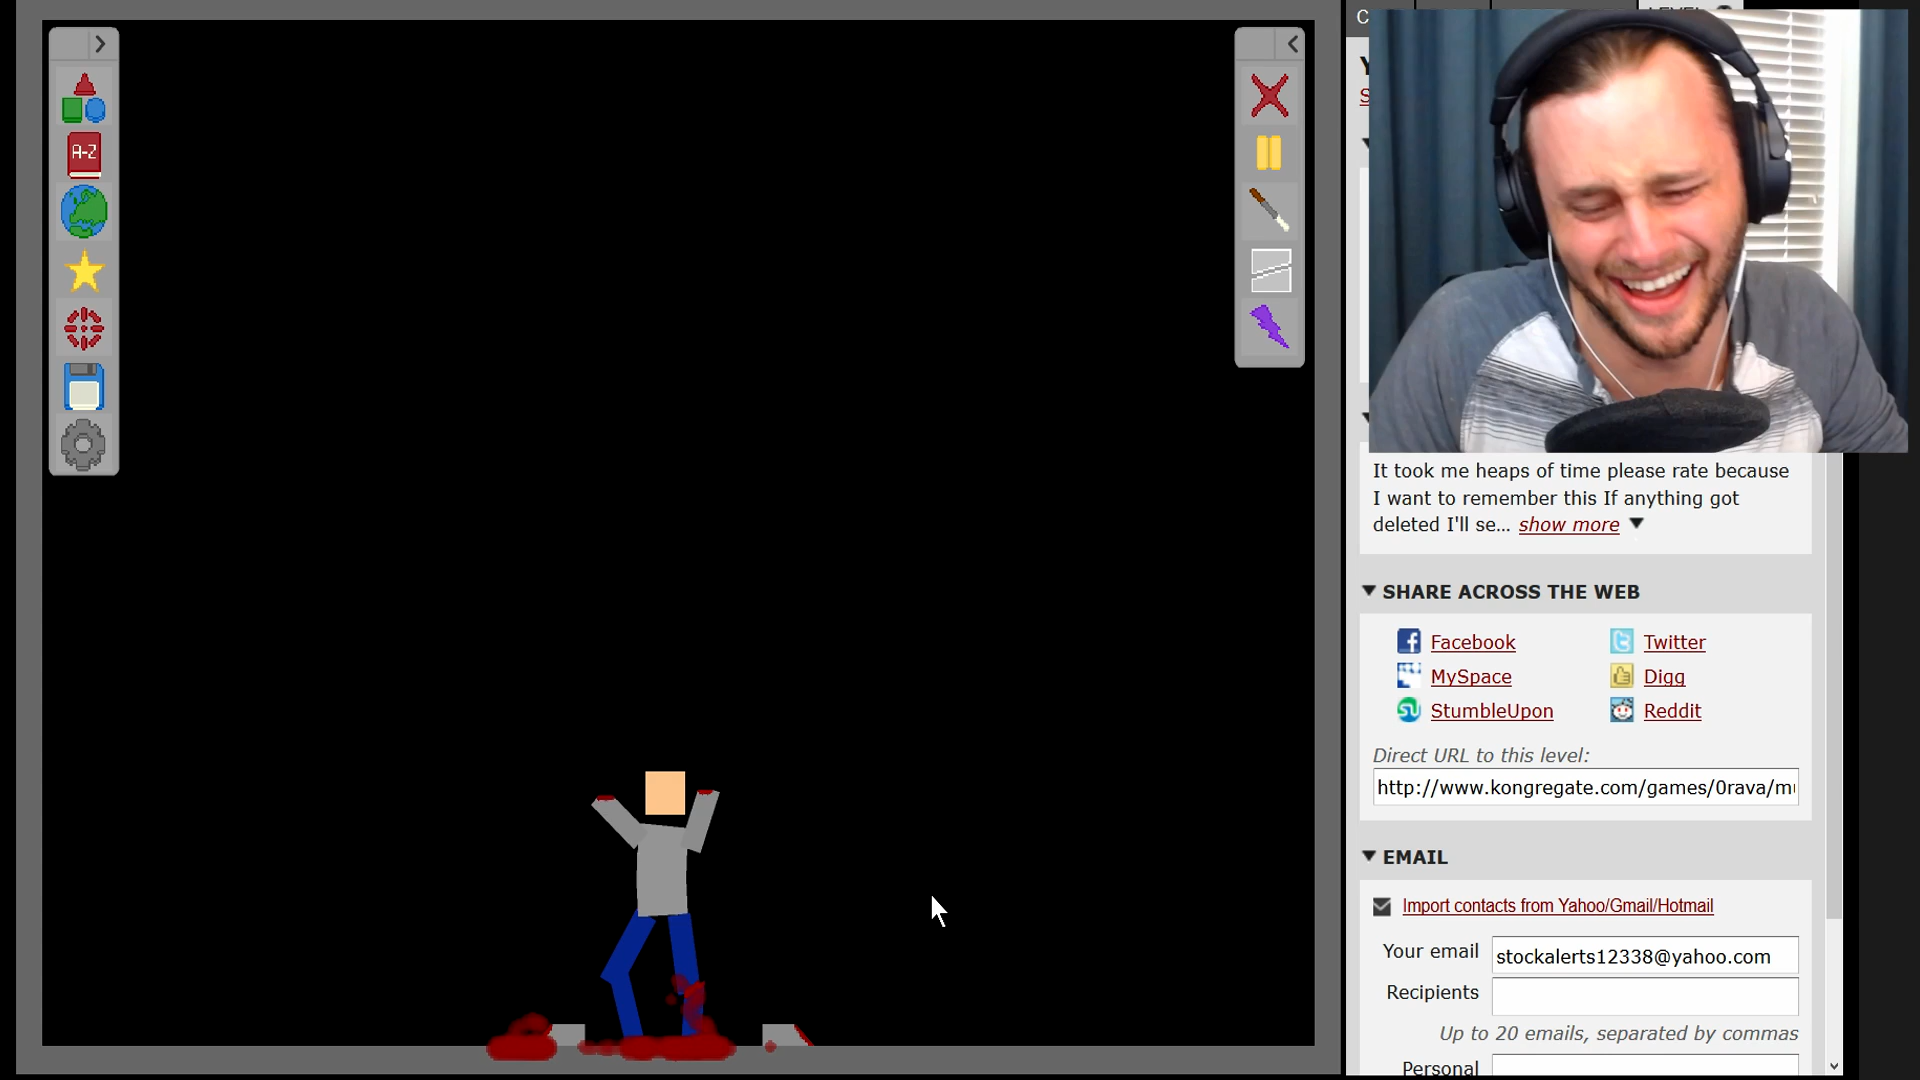 A-Z
It took me heaps of time please rate because
I want to remember this If anything got
deleted I'll se... show more
SHARE ACROSS THE WEB
Facebook
Twitter
MySpace
Digg
StumbleUpon
Reddit
Direct URL to this level:
http://www.kongregate.com/games/0rava/m
EMAIL
Import contacts from Yahoo/Gmail/Hotmail
Your email
stockalerts12338@yahoo.com
Recipients
Up to 20 emails, separated by commas
Personal